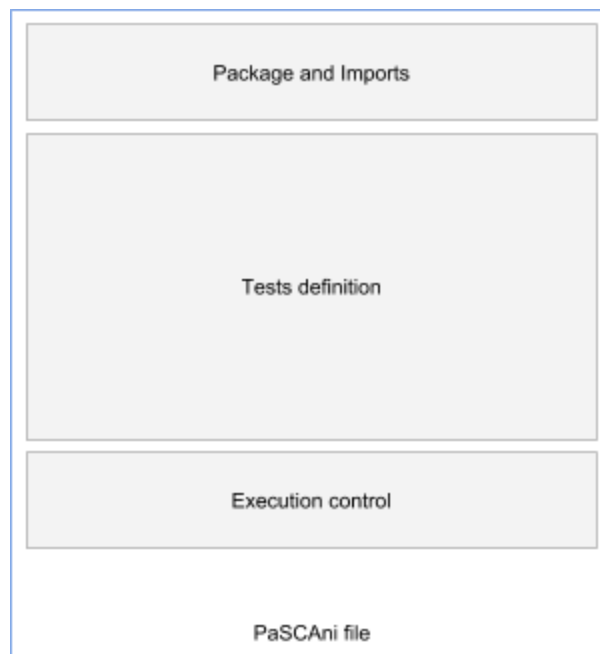 Package and Imports
Tests definition
Execution control
PaSCAni file